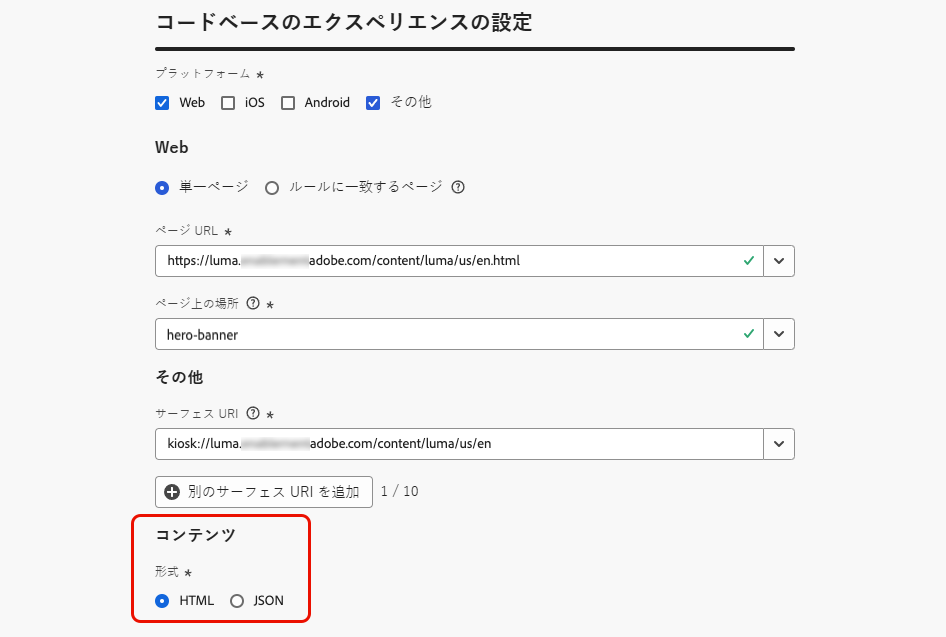 コードベースのエクスペリエンスの設定
プラットフォーム *
Web iOS Android その他
Web
単一ページ ルールに一致するページ ?
ページ URL *
https://luma. adobe.com/content/luma/us/en.html
ページ上の場所 ? *
hero-banner
その他
サーフェス URI ? *
kiosk://luma. adobe.com/content/luma/us/en
別のサーフェス URI を追加 1 / 10
コンテンツ
形式 *
HTML JSON